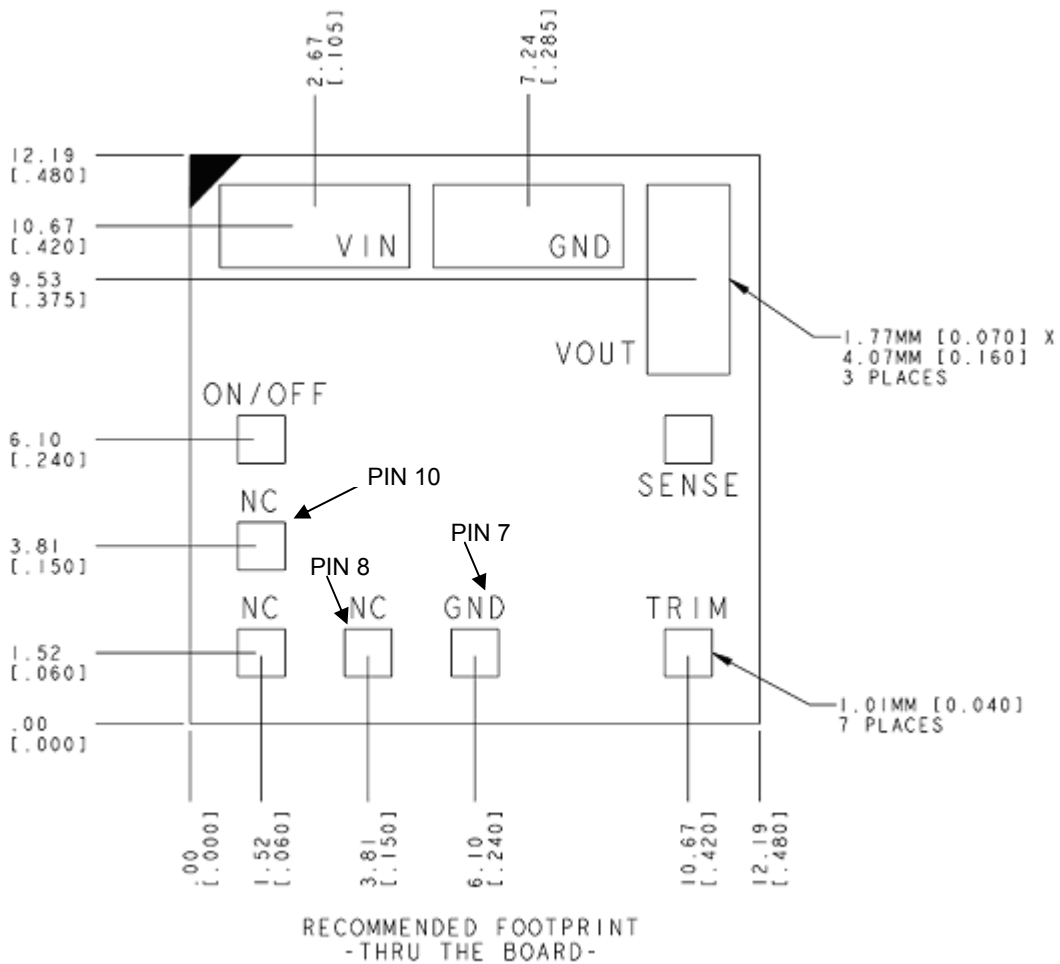 2.67
[.105]
7.24
[.285]
12.19
[.480]
10.67
[.420]
VIN
GND
9.53
[.375]
1.77MM [0.070] X
4.07MM [0.160]
3 PLACES
VOUT
ON/OFF
6.10
[.240]
SENSE
PIN 10
NC
3.81
[.150]
PIN 8
PIN 7
NC
NC
GND
TRIM
1.52
[.060]
1.01MM [0.040]
7 PLACES
.00
[.000]
.00
[.000]
1.52
[.060]
3.81
[.150]
6.10
[.240]
10.67
[.420]
12.19
[.480]
RECOMMENDED FOOTPRINT
-THRU THE BOARD-